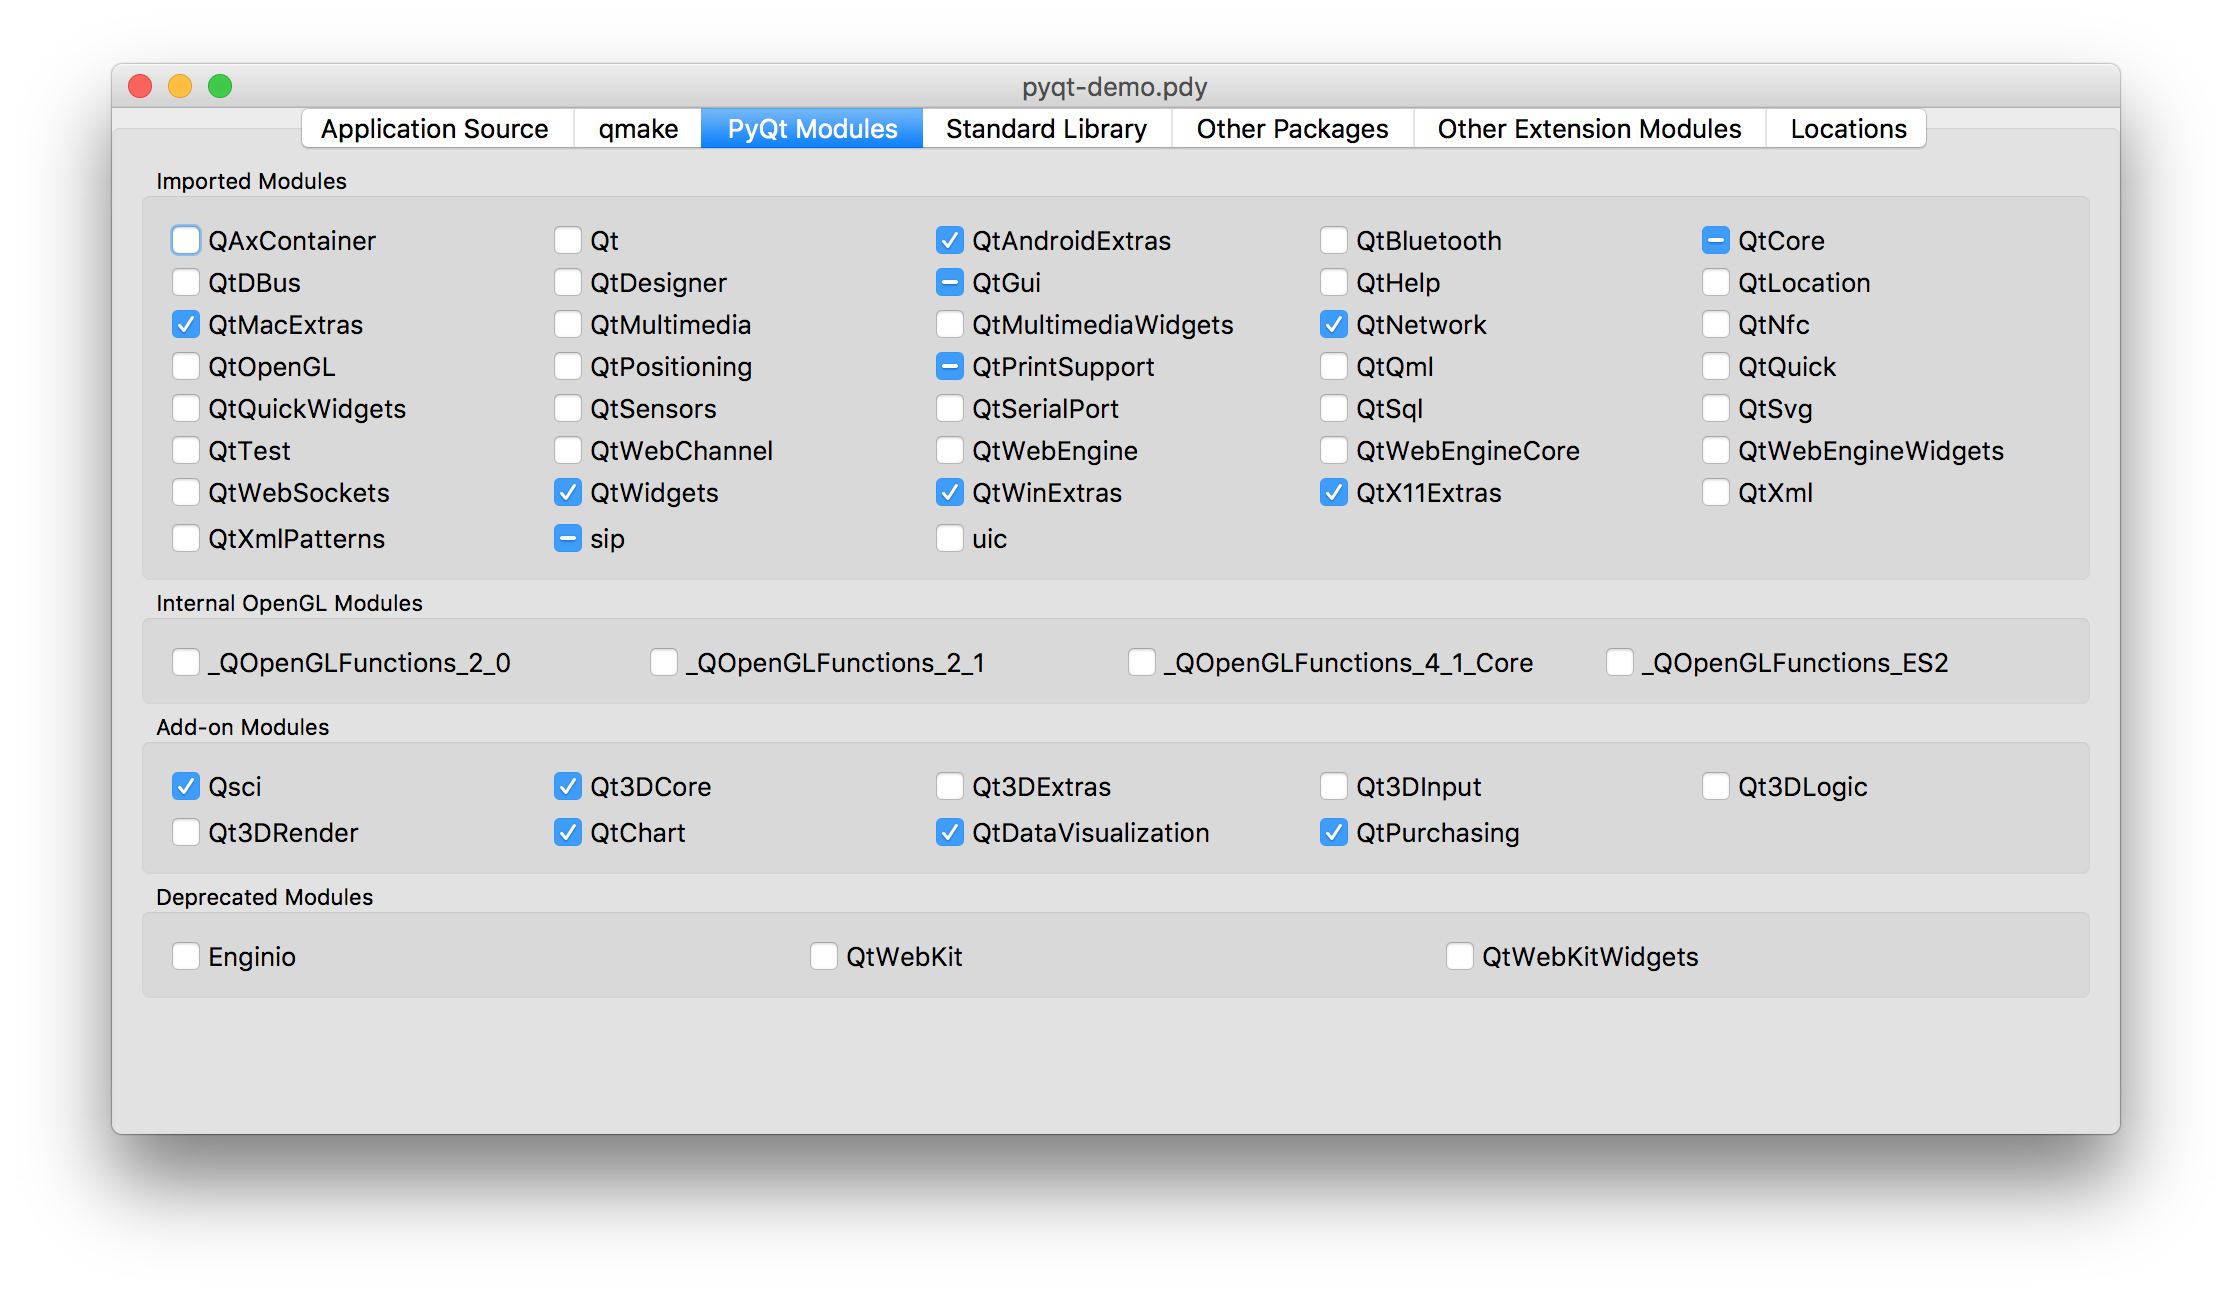 pyqt-demo.pdy
Application Source qmake PyQt Modules Standard Library Other Packages Other Extension Modules Locations
Imported Modules
QAxContainer Qt QtAndroidExtras QtBluetooth QtCore
QtDBus QtDesigner QtGui QtHelp QtLocation
QtMacExtras QtMultimedia QtMultimediaWidgets QtNetwork QtNfc
QtOpenGL QtPositioning QtPrintSupport QtQml QtQuick
QtQuickWidgets QtSensors QtSerialPort QtSql QtSvg
QtTest QtWebChannel QtWebEngine QtWebEngineCore QtWebEngineWidgets
QtWebSockets QtWidgets QtWinExtras QtX11Extras QtXml
QtXmlPatterns sip uic
Internal OpenGL Modules
_QOpenGLFunctions_2_0 _QOpenGLFunctions_2_1 _QOpenGLFunctions_4_1_Core _QOpenGLFunctions_ES2
Add-on Modules
Qsci Qt3DCore Qt3DExtras Qt3DInput Qt3DLogic
Qt3DRender QtChart QtDataVisualization QtPurchasing
Deprecated Modules
Enginio QtWebKit QtWebKitWidgets